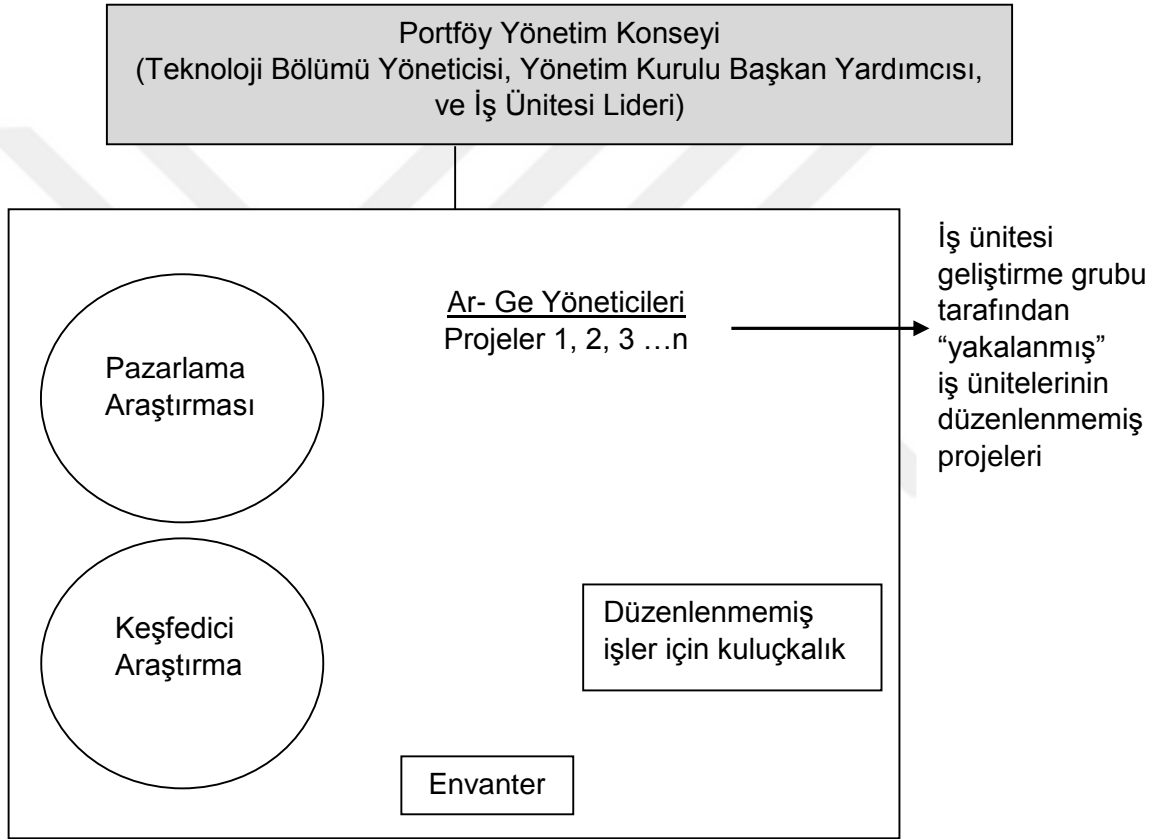 Portföy Yönetim Konseyi
(Teknoloji Bölümü Yöneticisi, Yönetim Kurulu Başkan Yardımcısı,
ve İş Ünitesi Lideri)
Pazarlama
Araştırması
Ar- Ge Yöneticileri
Projeler 1, 2, 3 …n
İş ünitesi
geliştirme grubu
tarafından
“yakalanmış”
iş ünitelerinin
düzenlenmemiş
projeleri
Keşfedici
Araştırma
Düzenlenmemiş
işler için kuluçkalık
Envanter